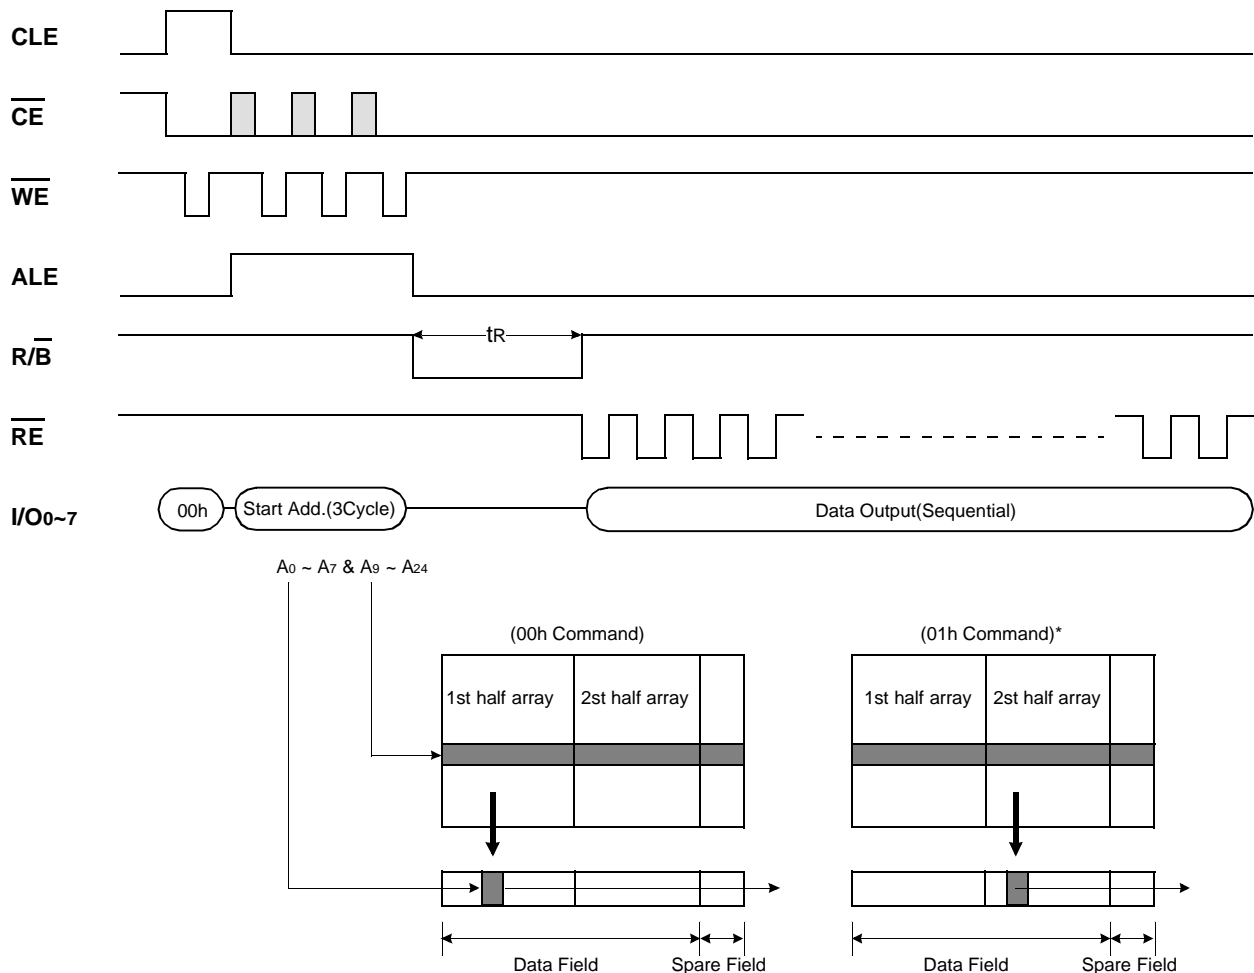 CLE
CE
WE
ALE
R/B
tR
RE
I/O0~7
00h
Start Add.(3Cycle)
Data Output(Sequential)
A0 ~ A7 & A9 ~ A24
(00h Command)
(01h Command)*
1st half array
2st half array
1st half array
2st half array
Data Field
Spare Field
Data Field
Spare Field